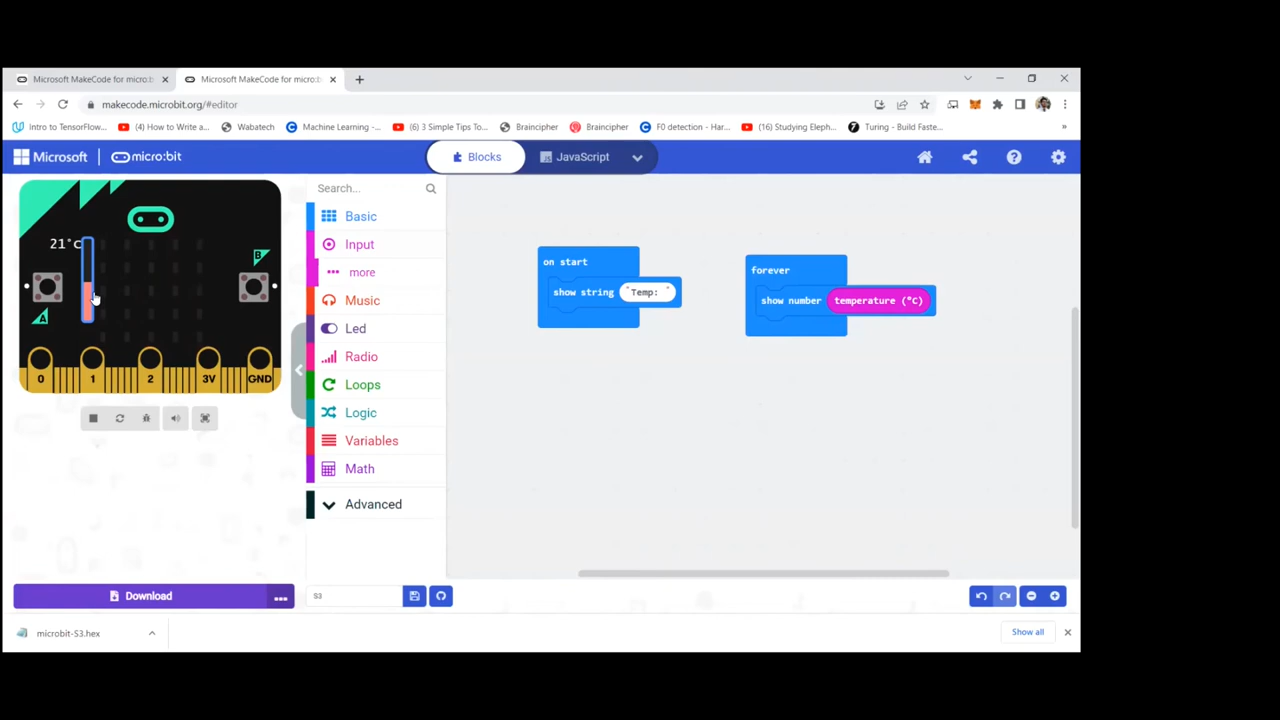 Microsoft MakeCode for micro:b
Microsoft MakeCode for micro:b
makecode.microbit.org/#editor
Intro to TensorFlow...
(4) How to Write a...
Wabatech
Machine Learning -...
(6) 3 Simple Tips To...
Braincipher
Braincipher
F0 detection - Har...
(16) Studying Eleph...
Turing - Build Faste...
»
Microsoft
micro:bit
Blocks
JavaScript
Search...
21°C
A
B
0
1
2
3V
GND
Basic
Input
more
Music
Led
Radio
Loops
Logic
Variables
Math
Advanced
on start
show string "Temp: "
forever
show number temperature (°C)
Download
...
S3
microbit-S3.hex
Show all